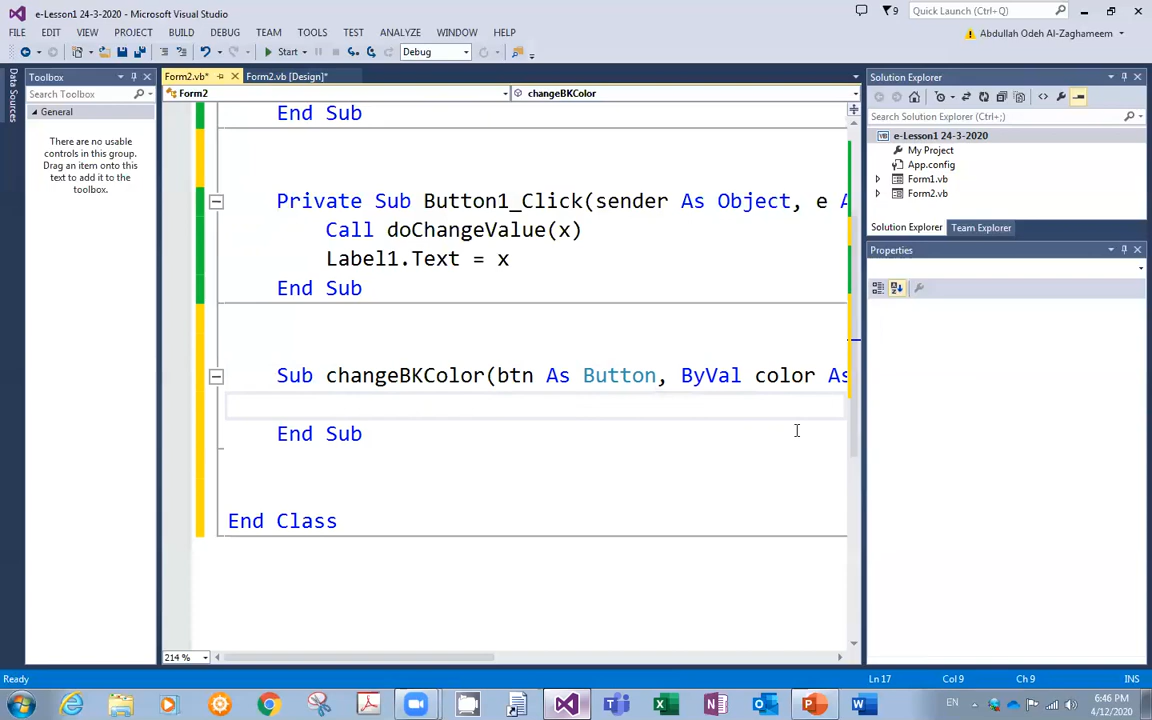 e-Lesson1 24-3-2020 - Microsoft Visual Studio
9
Quick Launch (Ctrl+Q)
FILE EDIT VIEW PROJECT BUILD DEBUG TEAM TOOLS TEST ANALYZE WINDOW HELP
Abdullah Odeh Al-Zaghameem
Start
Debug
Data Sources
Toolbox
Search Toolbox
General
There are no usable
controls in this group.
Drag an item onto this
text to add it to the
toolbox.
Form2.vb*
Form2.vb [Design]*
Form2
changeBKColor
End Sub
Private Sub Button1_Click(sender As Object, e A
Call doChangeValue(x)
Label1.Text = x
End Sub
Sub changeBKColor(btn As Button, ByVal color As
End Sub
End Class
214 %
Solution Explorer
Search Solution Explorer (Ctrl+;)
VB e-Lesson1 24-3-2020
My Project
App.config
Form1.vb
Form2.vb
Solution Explorer Team Explorer
Properties
Ready
Ln 17
Col 9
Ch 9
INS
EN
6:46 PM
4/12/2020